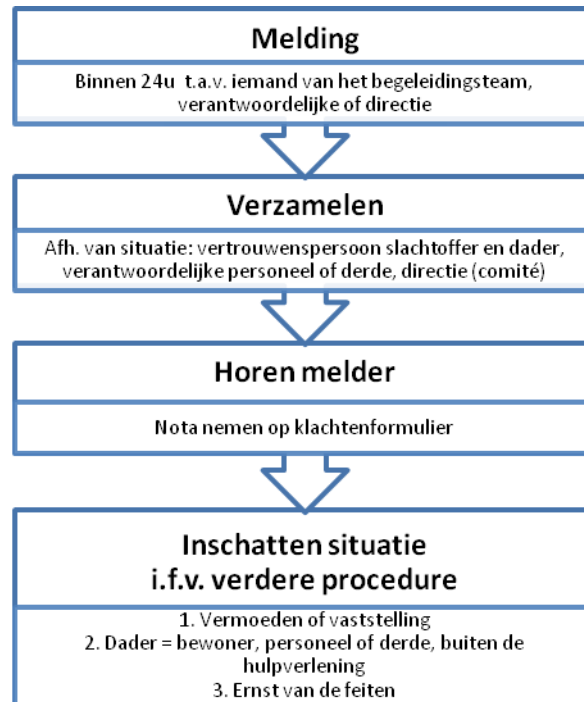 Melding
Binnen 24u t.a.v. iemand van het begeleidingsteam,
verantwoordelijke of directie
Verzamelen
Afh. van situatie: vertrouwenspersoon slachtoffer en dader,
verantwoordelijke personeel of derde, directie (comité)
Horen melder
Nota nemen op klachtenformulier
Inschatten situatie
i.f.v. verdere procedure
1. Vermoeden of vaststelling
2. Dader = bewoner, personeel of derde, buiten de
hulpverlening
3. Ernst van de feiten